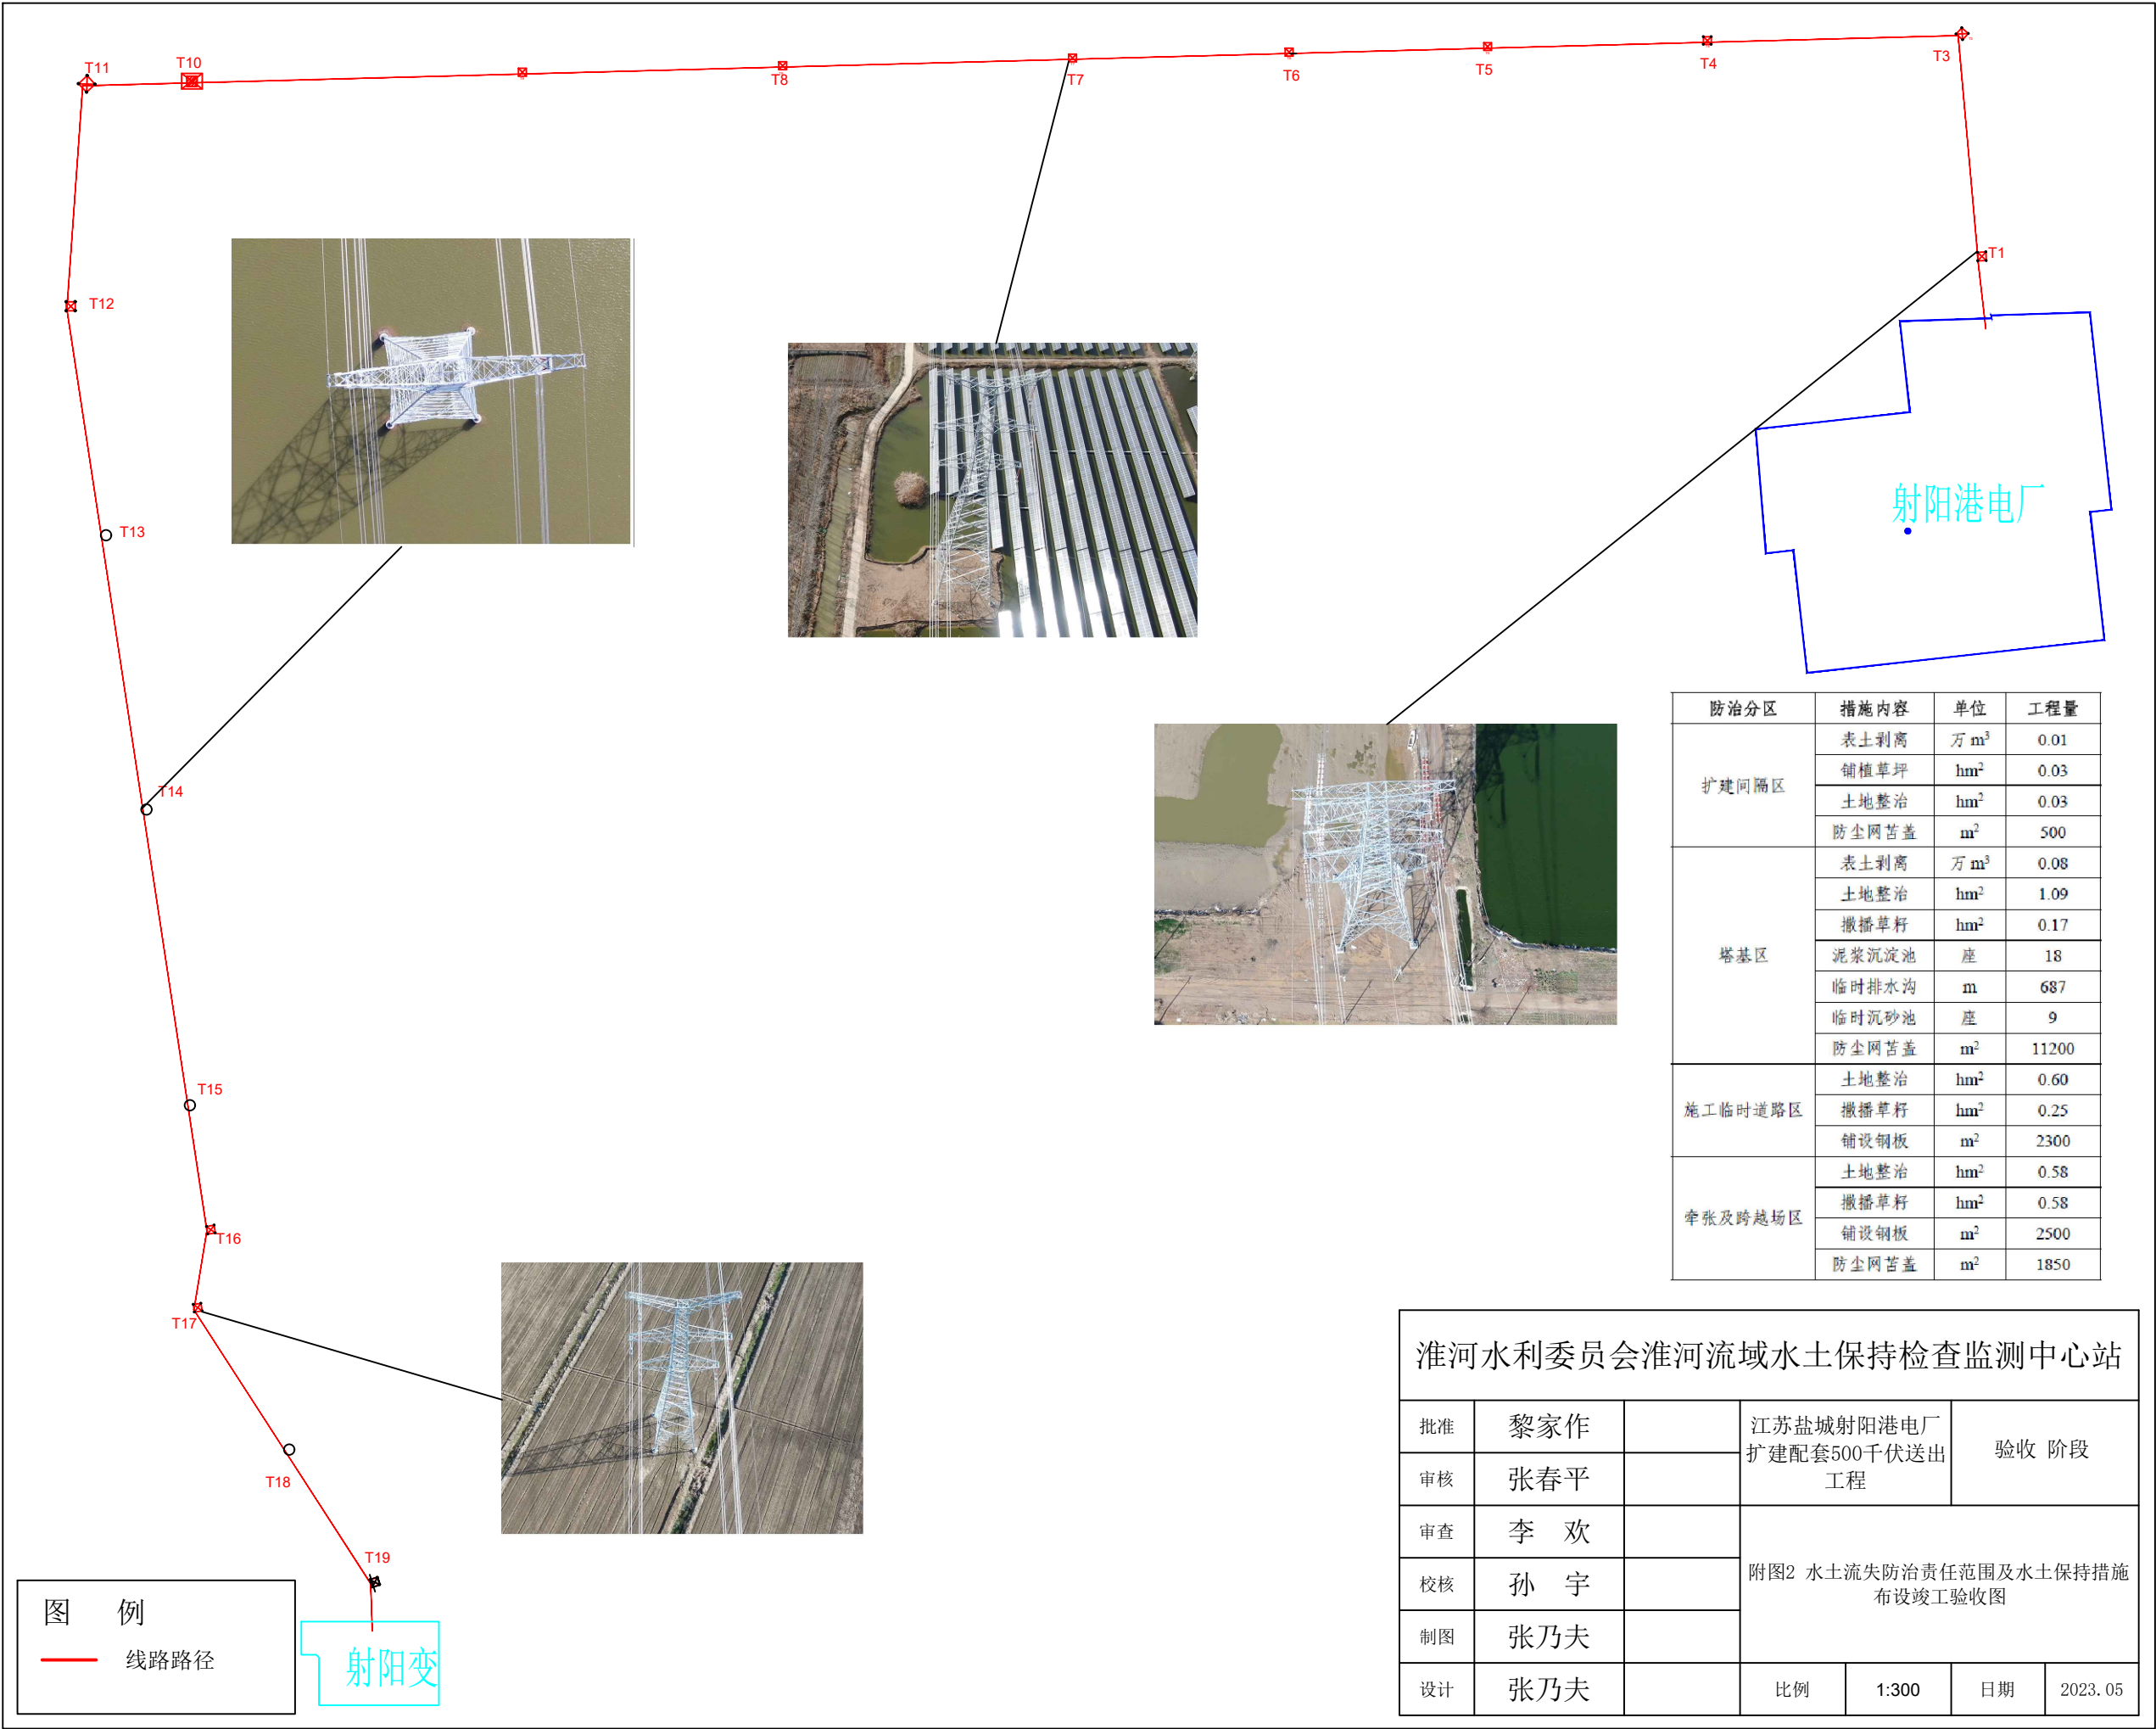 T11
T10
T8
T7
T6
T5
T4
T3
T1
T12
T13
T14
T15
T16
T17
T18
T19
射阳港电厂
防治分区 措施内容 单位 工程量
扩建间隔区 表土剥离 万 m³ 0.01
铺植草坪 hm² 0.03
土地整治 hm² 0.03
防尘网苫盖 m² 500
塔基区 表土剥离 万 m³ 0.08
土地整治 hm² 1.09
撒播草籽 hm² 0.17
泥浆沉淀池 座 18
临时排水沟 m 687
临时沉砂池 座 9
防尘网苫盖 m² 11200
施工临时道路区 土地整治 hm² 0.60
撒播草籽 hm² 0.25
铺设钢板 m² 2300
牵张及跨越场区 土地整治 hm² 0.58
撒播草籽 hm² 0.58
铺设钢板 m² 2500
防尘网苫盖 m² 1850
淮河水利委员会淮河流域水土保持检查监测中心站
批准 黎家作
审核 张春平
审查 李 欢
校核 孙 宇
制图 张乃夫
设计 张乃夫
江苏盐城射阳港电厂
扩建配套500千伏送出
工程
验收 阶段
附图2 水土流失防治责任范围及水土保持措施
布设竣工验收图
比例 1:300 日期 2023.05
图 例
线路路径
射阳变